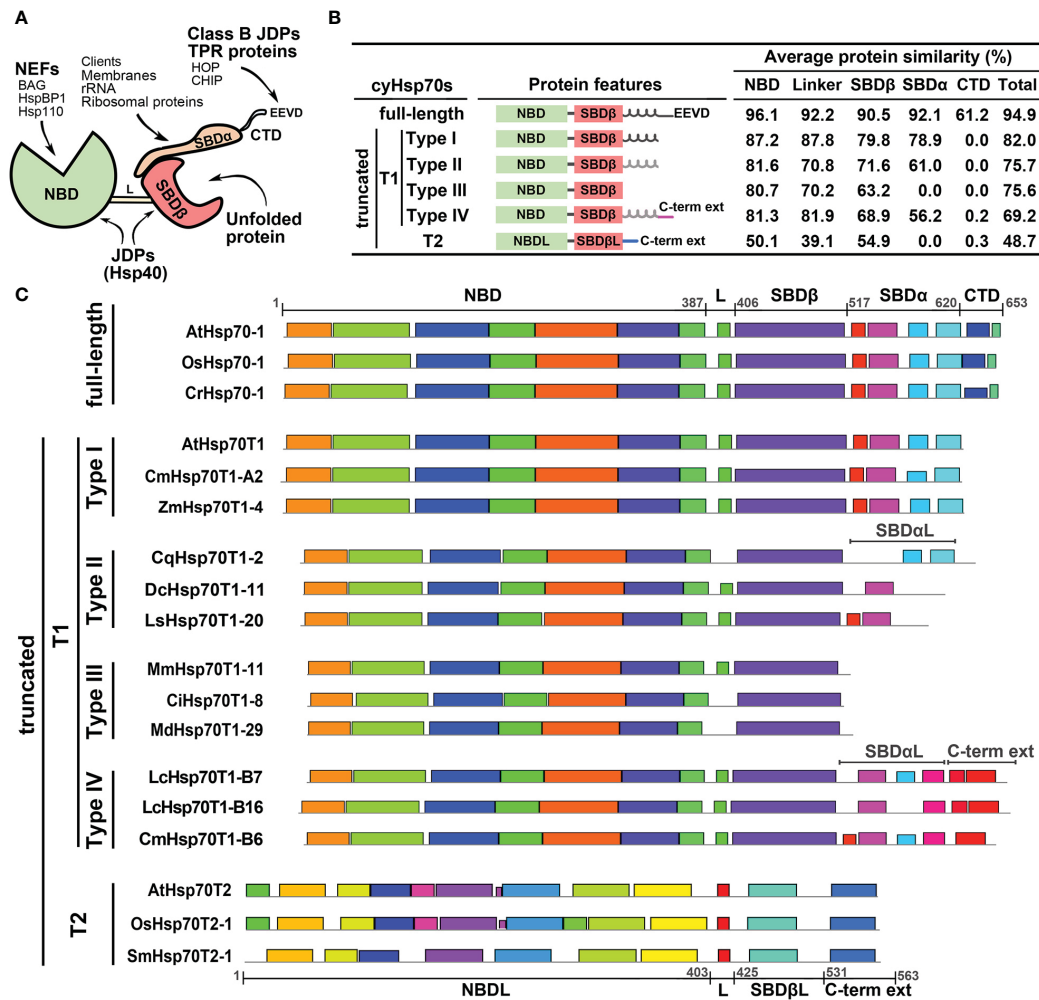 A
NEFs
BAG
HspBP1
Hsp110
Clients
Membranes
rRNA
Ribosomal proteins
Class B JDPs
TPR proteins
HOP
CHIP
EEVD
CTD
SBDα
NBD
L
SBDβ
Unfolded
protein
JDPs
(Hsp40)
B
Average protein similarity (%)
cyHsp70s Protein features NBD Linker SBDβ SBDα CTD Total
full-length NBD SBDβ EEVD 96.1 92.2 90.5 92.1 61.2 94.9
truncated
T1
Type I NBD SBDβ 87.2 87.8 79.8 78.9 0.0 82.0
Type II NBD SBDβ 81.6 70.8 71.6 61.0 0.0 75.7
Type III NBD SBDβ 80.7 70.2 63.2 0.0 0.0 75.6
Type IV NBD SBDβ C-term ext 81.3 81.9 68.9 56.2 0.2 69.2
T2 NBDL SBDβL C-term ext 50.1 39.1 54.9 0.0 0.3 48.7
C
NBD L SBDβ SBDα CTD
1 387 406 517 620 653
full-length
AtHsp70-1
OsHsp70-1
CrHsp70-1
truncated
T1
Type I
AtHsp70T1
CmHsp70T1-A2
ZmHsp70T1-4
Type II
SBDαL
CqHsp70T1-2
DcHsp70T1-11
LsHsp70T1-20
Type III
MmHsp70T1-11
CiHsp70T1-8
MdHsp70T1-29
Type IV
SBDαL C-term ext
LcHsp70T1-B7
LcHsp70T1-B16
CmHsp70T1-B6
T2
AtHsp70T2
OsHsp70T2-1
SmHsp70T2-1
1 403 425 531 563
NBDL L SBDβL C-term ext